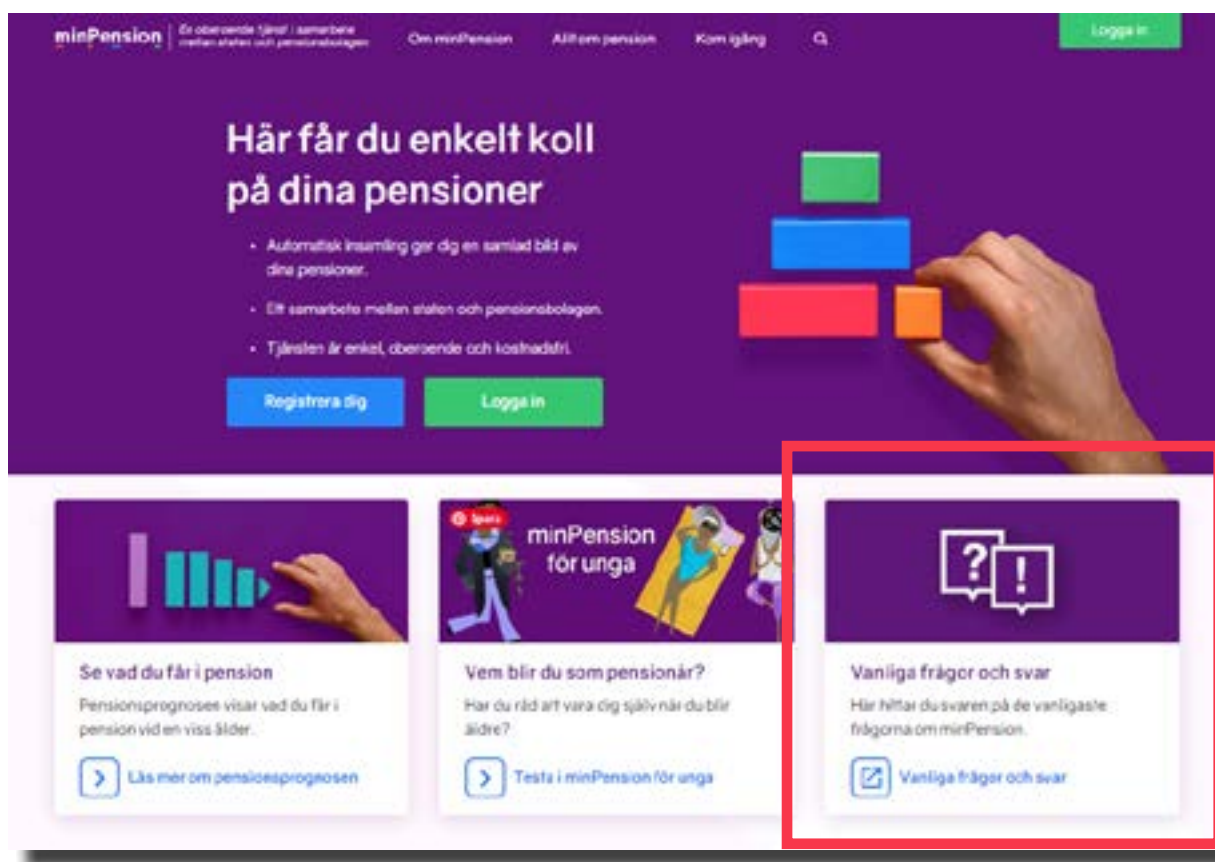 minPension
En oberoende tjänst i samarbete
mellan staten och pensionsbolagen
Om minPension
Allt om pension
Kom igång
Logga in
Här får du enkelt koll
på dina pensioner
• Automatisk insamling ger dig en samlad bild av
dina pensioner.
• Ett samarbete mellan staten och pensionsbolagen.
• Tjänsten är enkel, oberoende och kostnadsfri.
Registrera dig
Logga in
Se vad du får i pension
Pensionsprognosen visar vad du får i
pension vid en viss ålder.
Läs mer om pensionsprognosen
Spara
minPension
för unga
Vem blir du som pensionär?
Har du råd att vara dig själv när du blir
äldre?
Testa i minPension för unga
?!
Vanliga frågor och svar
Här hittar du svaren på de vanligaste
frågorna om minPension.
Vanliga frågor och svar